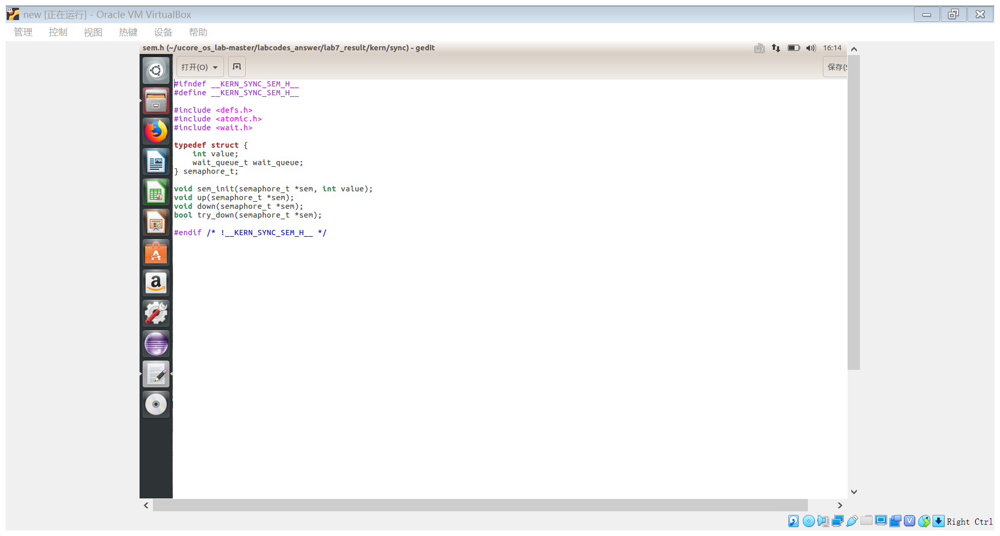 new [正在运行] - Oracle VM VirtualBox
管理 控制 视图 热键 设备 帮助
sem.h (~/ucore_os_lab-master/labcodes_answer/lab7_result/kern/sync) - gedit 16:14
打开(O) 保存(S
#ifndef __KERN_SYNC_SEM_H__
#define __KERN_SYNC_SEM_H__
#include <defs.h>
#include <atomic.h>
#include <wait.h>
typedef struct {
    int value;
    wait_queue_t wait_queue;
} semaphore_t;
void sem_init(semaphore_t *sem, int value);
void up(semaphore_t *sem);
void down(semaphore_t *sem);
bool try_down(semaphore_t *sem);
#endif /* !__KERN_SYNC_SEM_H__ */
Right Ctrl